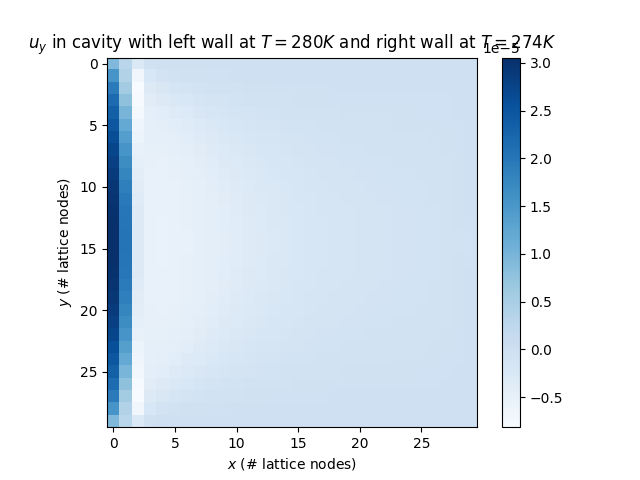 u_y in cavity with left wall at T = 280K and right wall at T = 274K
1e−5
0
5
10
15
20
25
y (# lattice nodes)
0 5 10 15 20 25
x (# lattice nodes)
3.0
2.5
2.0
1.5
1.0
0.5
0.0
−0.5